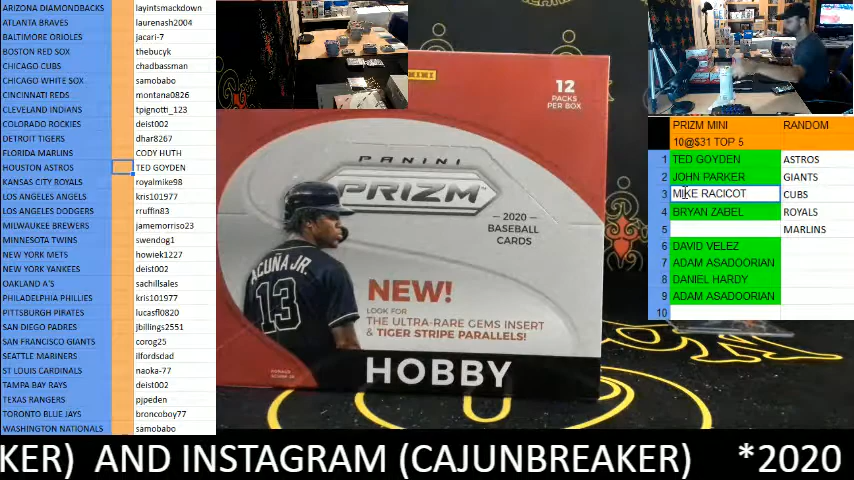 ARIZONA DIAMONDBACKS layintsmackdown
ATLANTA BRAVES laurenash2004
BALTIMORE ORIOLES jacari-7
BOSTON RED SOX thebucyk
CHICAGO CUBS chadbassman
CHICAGO WHITE SOX samobabo
CINCINNATI REDS montana0826
CLEVELAND INDIANS tpignotti_123
COLORADO ROCKIES deist002
DETROIT TIGERS dhar8267
FLORIDA MARLINS CODY HUTH
HOUSTON ASTROS TED GOYDEN
KANSAS CITY ROYALS royalmike98
LOS ANGELES ANGELS kris101977
LOS ANGELES DODGERS rruffin83
MILWAUKEE BREWERS jamemorriso23
MINNESOTA TWINS swendog1
NEW YORK METS howiek1227
NEW YORK YANKEES deist002
OAKLAND A'S sachillsales
PHILADELPHIA PHILLIES kris101977
PITTSBURGH PIRATES lucasfl0820
SAN DIEGO PADRES jbillings2551
SAN FRANCISCO GIANTS corog25
SEATTLE MARINERS ilfordsdad
ST LOUIS CARDINALS naoka-77
TAMPA BAY RAYS deist002
TEXAS RANGERS pjpeden
TORONTO BLUE JAYS broncoboy77
WASHINGTON NATIONALS samobabo
12
PACKS
PER BOX
PANINI
PRIZM
2020
BASEBALL
CARDS
ACUÑA JR.
13
NEW!
LOOK FOR
THE ULTRA-RARE GEMS INSERT
& TIGER STRIPE PARALLELS!
HOBBY
PRIZM MINI RANDOM
10@$31 TOP 5
1 TED GOYDEN ASTROS
2 JOHN PARKER GIANTS
3 MIKE RACICOT CUBS
4 BRYAN ZABEL ROYALS
5 MARLINS
6 DAVID VELEZ
7 ADAM ASADOORIAN
8 DANIEL HARDY
9 ADAM ASADOORIAN
10
KER) AND INSTAGRAM (CAJUNBREAKER) *2020